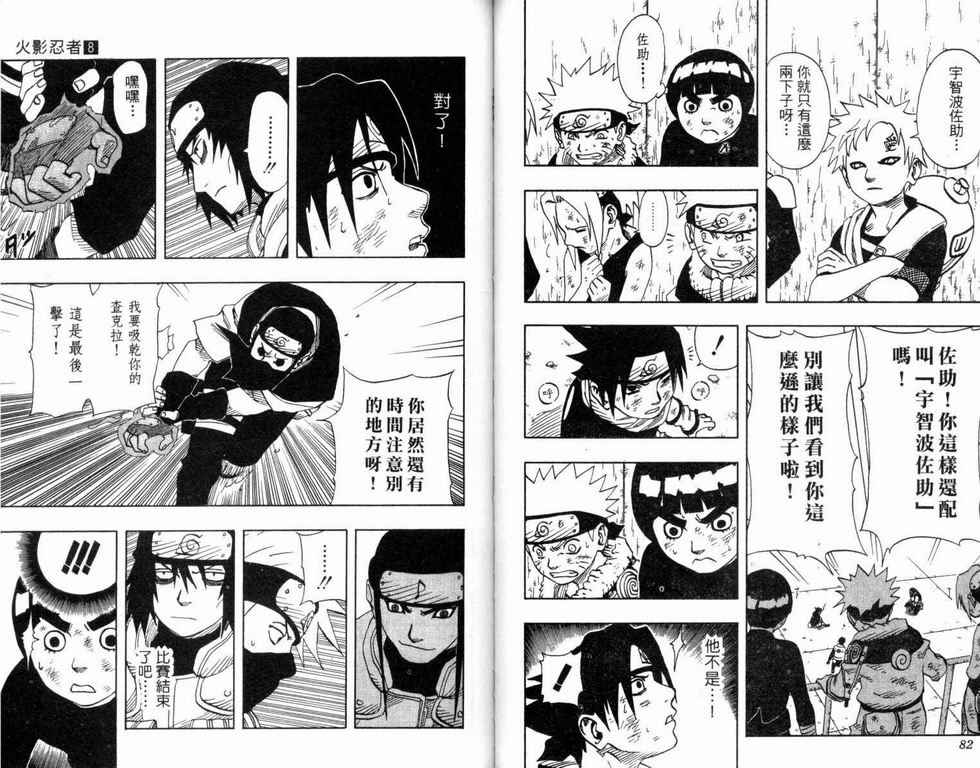 宇智波佐助…
你就只有這麼
兩下子呀…
佐助……
………
佐助！你這樣還配
叫「宇智波佐助」
嗎！
別讓我們看到你這
麼遜的樣子啦！
！
呼
呼
他不是…！
！
82
火影忍者8
對了！
………
嘿嘿…
你居然還有
時間注意別
的地方呀！
我要吸乾你的
查克拉！
這是最後一
擊了！
……！！
比賽結束
了吧……
！！！